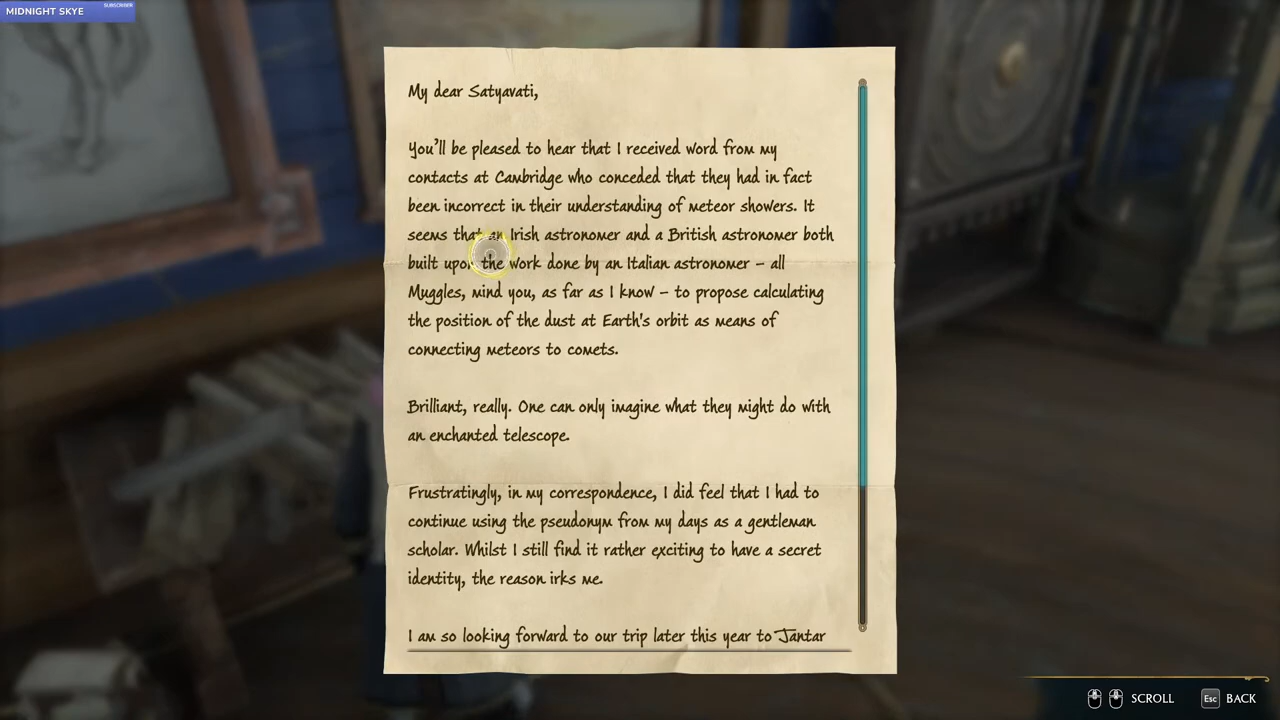 MIDNIGHT SKYE
SUBSCRIBER
My dear Satyavati,
You'll be pleased to hear that I received word from my
contacts at Cambridge who conceded that they had in fact
been incorrect in their understanding of meteor showers. It
seems that an Irish astronomer and a British astronomer both
built upon the work done by an Italian astronomer – all
Muggles, mind you, as far as I know – to propose calculating
the position of the dust at Earth's orbit as means of
connecting meteors to comets.
Brilliant, really. One can only imagine what they might do with
an enchanted telescope.
Frustratingly, in my correspondence, I did feel that I had to
continue using the pseudonym from my days as a gentleman
scholar. Whilst I still find it rather exciting to have a secret
identity, the reason irks me.
I am so looking forward to our trip later this year to Jantar
SCROLL
Esc BACK